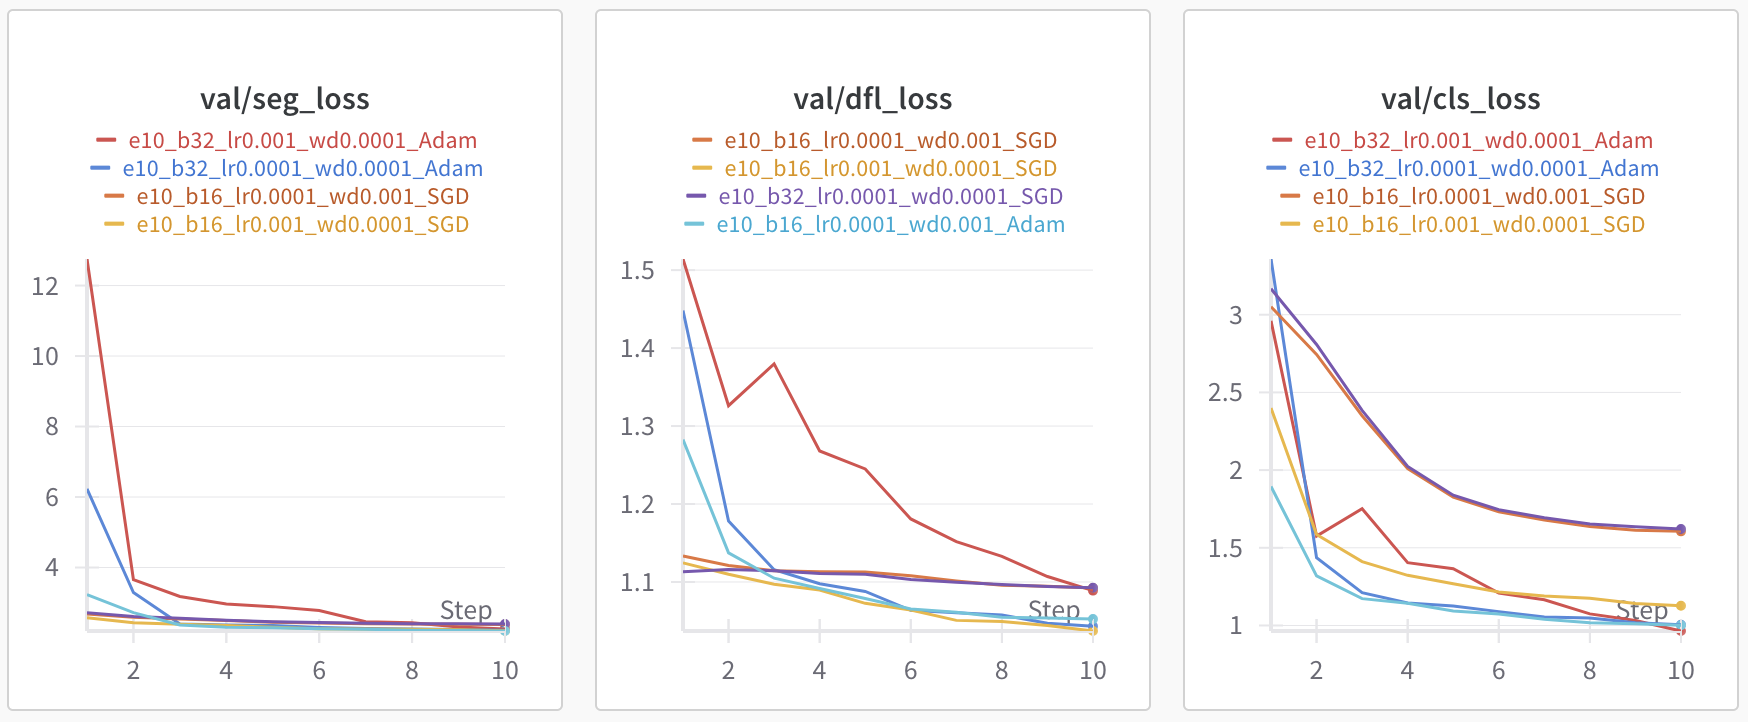 val/seg_loss
e10_b32_lr0.001_wd0.0001_Adam
e10_b32_lr0.0001_wd0.0001_Adam
e10_b16_lr0.0001_wd0.0001_SGD
e10_b16_lr0.001_wd0.0001_SGD
12
10
8
6
4
Step
2
4
6
8
10
val/dfl_loss
e10_b16_lr0.0001_wd0.001_SGD
e10_b16_lr0.001_wd0.001_SGD
e10_b32_lr0.0001_wd0.0001_SGD
e10_b16_lr0.0001_wd0.001_Adam
1.5
1.4
1.3
1.2
1.1
Step
2
4
6
8
10
val/cls_loss
e10_b32_lr0.001_wd0.0001_Adam
e10_b32_lr0.0001_wd0.0001_Adam
e10_b16_lr0.0001_wd0.0001_SGD
e10_b16_lr0.001_wd0.0001_SGD
3
2.5
2
1.5
1
Step
2
4
6
8
10